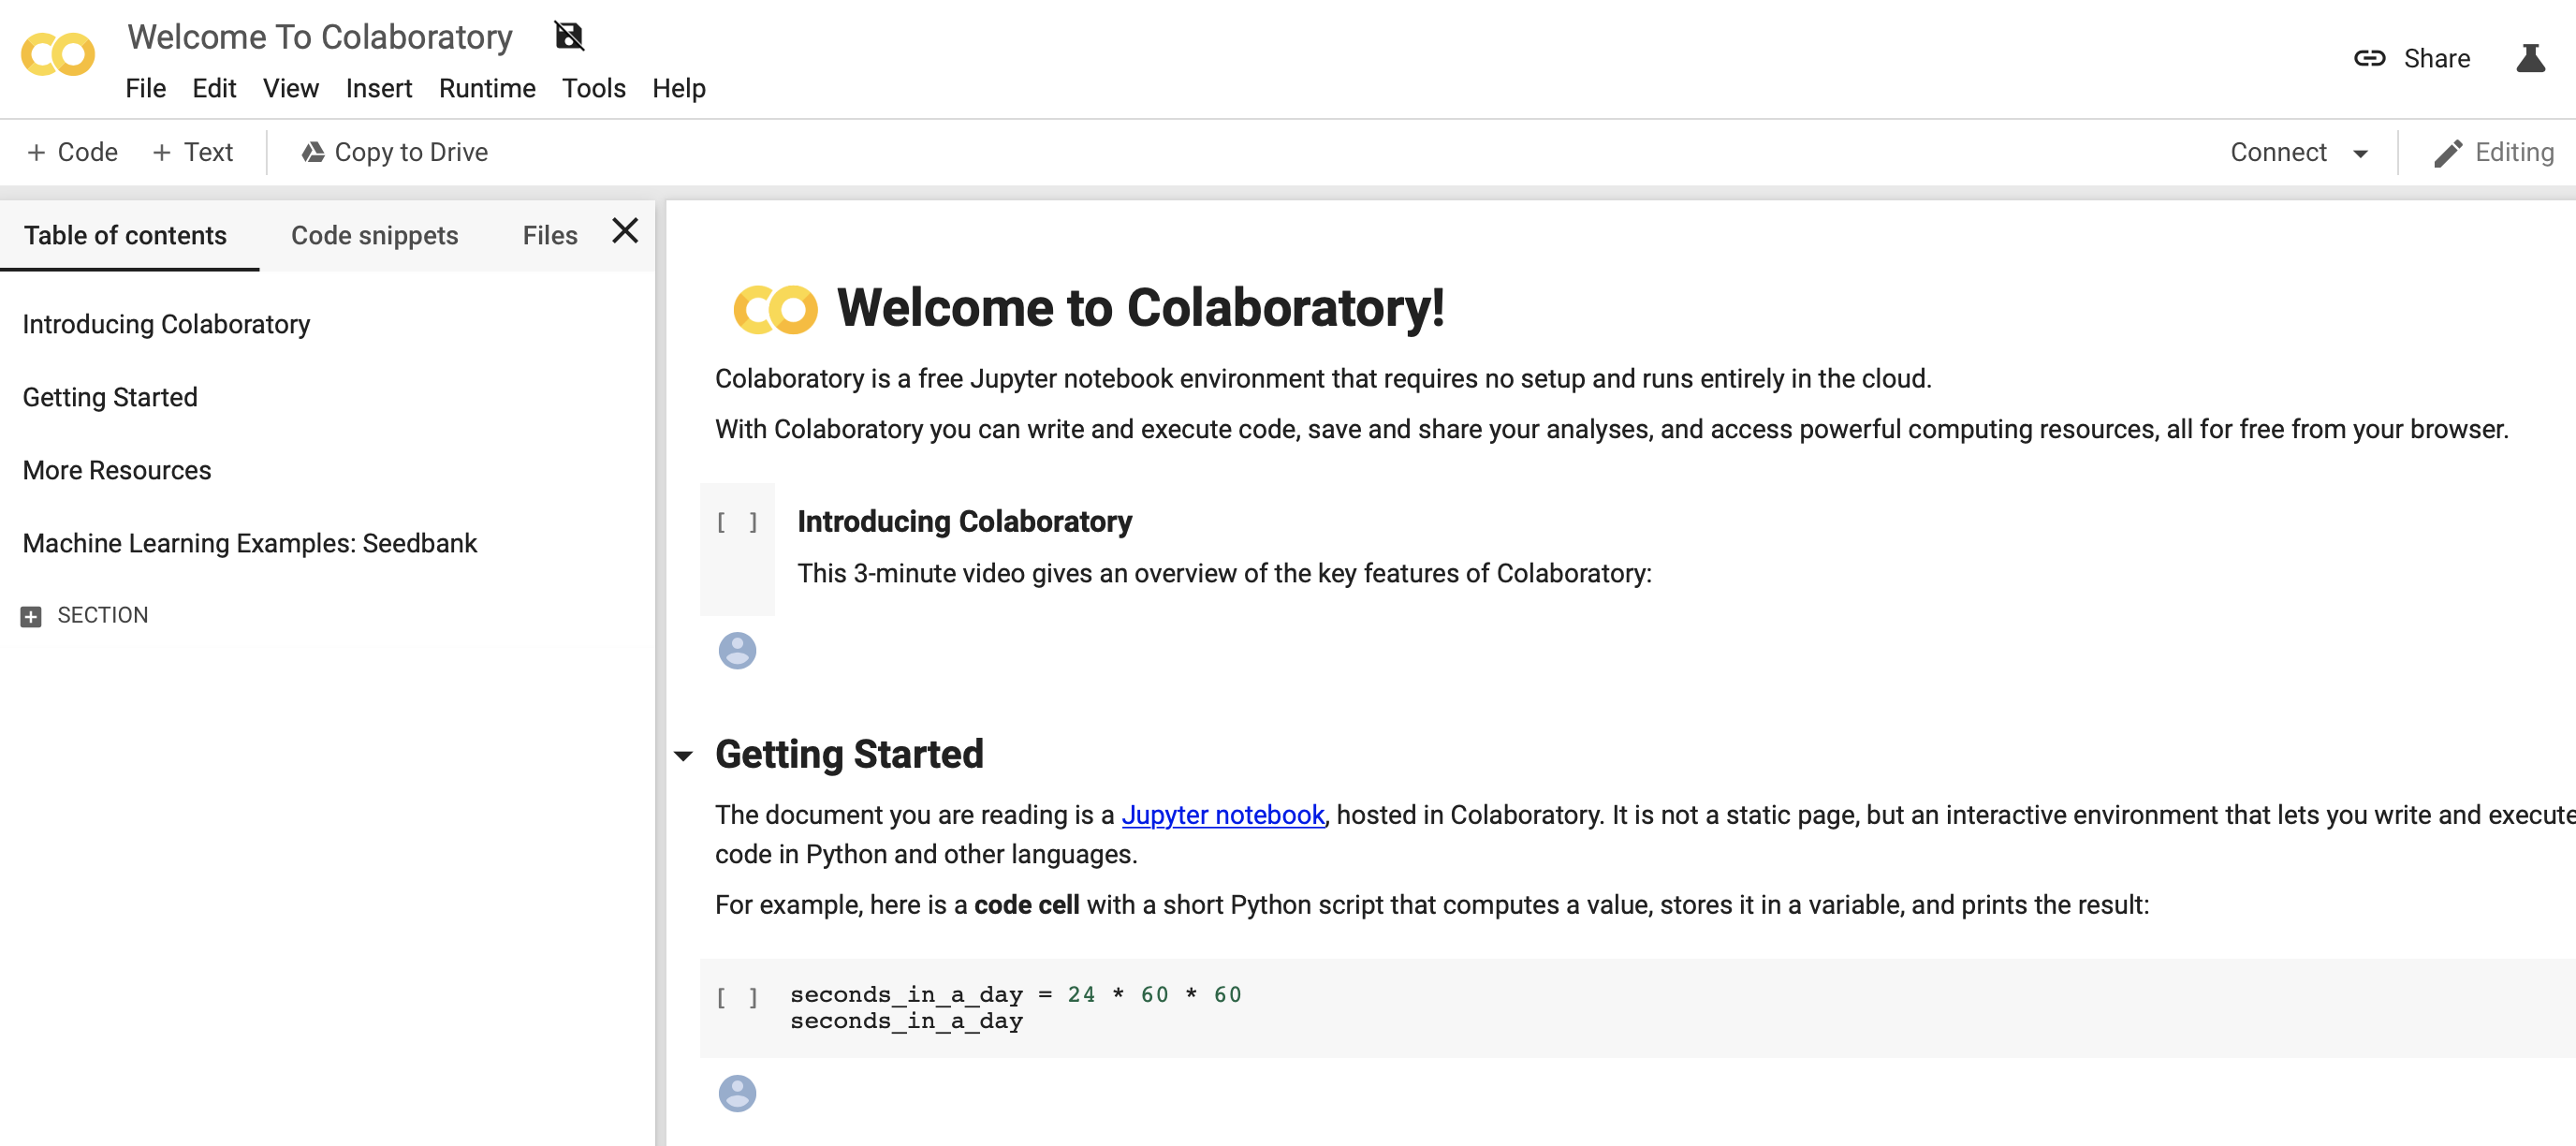 Welcome To Colaboratory
File Edit View Insert Runtime Tools Help
Share
+ Code + Text Copy to Drive
Connect Editing
Table of contents Code snippets Files
Introducing Colaboratory
Getting Started
More Resources
Machine Learning Examples: Seedbank
SECTION
Welcome to Colaboratory!
Colaboratory is a free Jupyter notebook environment that requires no setup and runs entirely in the cloud.
With Colaboratory you can write and execute code, save and share your analyses, and access powerful computing resources, all for free from your browser.
[ ] Introducing Colaboratory
This 3-minute video gives an overview of the key features of Colaboratory:
Getting Started
The document you are reading is a Jupyter notebook, hosted in Colaboratory. It is not a static page, but an interactive environment that lets you write and execute
code in Python and other languages.
For example, here is a code cell with a short Python script that computes a value, stores it in a variable, and prints the result:
[ ] seconds_in_a_day = 24 * 60 * 60
seconds_in_a_day